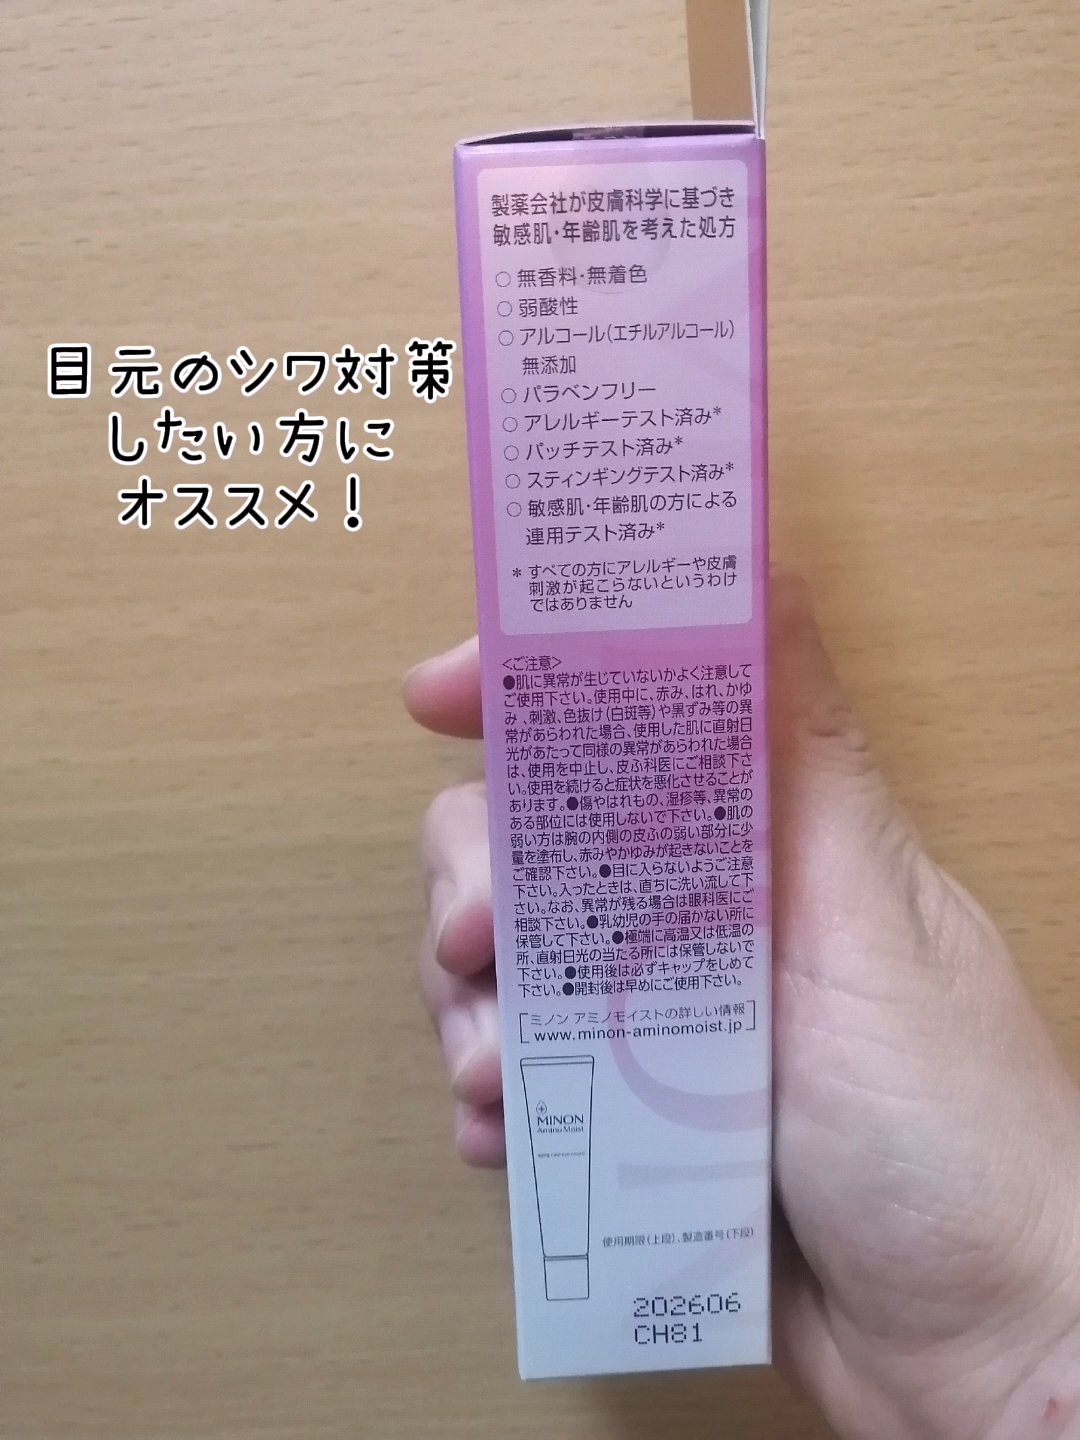 目元のシワ対策
したい方に
オススメ！
製薬会社が皮膚科学に基づき
敏感肌・年齢肌を考えた処方
○ 無香料・無着色
○ 弱酸性
○ アルコール(エチルアルコール)
無添加
○ パラベンフリー
○ アレルギーテスト済み*
○ パッチテスト済み*
○ スティンギングテスト済み*
○ 敏感肌・年齢肌の方による
連用テスト済み*
* すべての方にアレルギーや皮膚
刺激が起こらないというわけ
ではありません
<ご注意>
●肌に異常が生じていないかよく注意して
ご使用下さい。使用中に、赤み、はれ、かゆ
み、刺激、色抜け(白斑等)や黒ずみ等の異
常があらわれた場合、使用した肌に直射日
光があたって同様の異常があらわれた場合
は、使用を中止し、皮ふ科医にご相談下さ
い。使用を続けると症状を悪化させることが
あります。●傷やはれもの、湿疹等、異常の
ある部位には使用しないで下さい。●肌の
弱い方は腕の内側の皮ふの弱い部分に少
量を塗布し、赤みやかゆみが起きないことを
ご確認下さい。●目に入らないようご注意
下さい。入ったときは、直ちに洗い流して下
さい。なお、異常が残る場合は眼科医にご
相談下さい。●乳幼児の手の届かない所に
保管して下さい。●極端に高温又は低温の
所、直射日光の当たる所には保管しないで
下さい。●使用後は必ずキャップをしめて
下さい。●開封後は早めにご使用下さい。
ミノン アミノモイストの詳しい情報
www.minon-aminomoist.jp
MINON
Amino Moist
aging care eye cream
使用期限(上段)、製造番号(下段)
202606
CH81